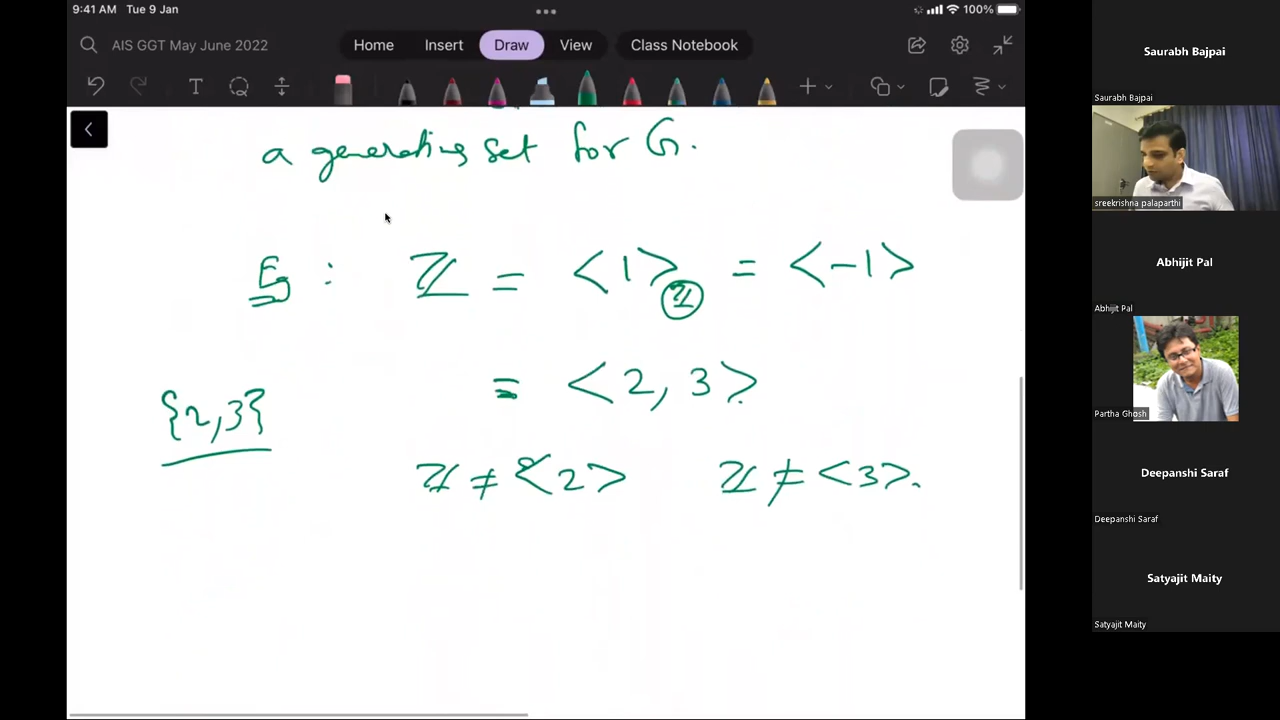 9:41 AM Tue 9 Jan
100%
AIS GGT May June 2022
Home Insert Draw View Class Notebook
a generating set for G.
Eg : ℤ = <1>ℤ = <-1>
= <2, 3>
{2,3}
ℤ ≠ <2> ℤ ≠ <3>.
Saurabh Bajpai
Saurabh Bajpai
sreekrishna palaparthi
Abhijit Pal
Abhijit Pal
Partha Ghosh
Deepanshi Saraf
Deepanshi Saraf
Satyajit Maity
Satyajit Maity